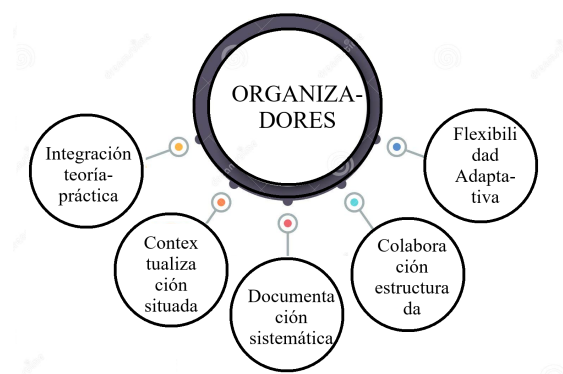 ORGANIZA-
DORES
Integración
teoría-
práctica
Contex
tualiza
ción
situada
Documenta
ción
sistemática
Colabora
ción
estructura
da
Flexibili
dad
Adapta-
tiva